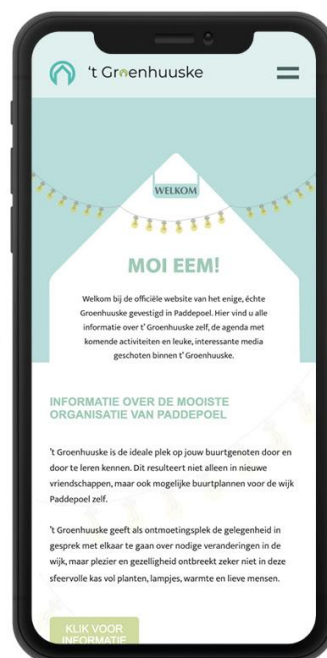 't Groenhuuske
WELKOM
MOI EEM!
Welkom bij de officiële website van het enige, échte
Groenhuuske gevestigd in Paddepoel. Hier vind u alle
informatie over t' Groenhuuske zelf, de agenda met
komende activiteiten en leuke, interessante media
geschoten binnen t' Groenhuuske.
INFORMATIE OVER DE MOOISTE
ORGANISATIE VAN PADDEPOEL
't Groenhuuske is de ideale plek op jouw buurtgenoten door en
door te leren kennen. Dit resulteert niet alleen in nieuwe
vriendschappen, maar ook mogelijke buurtplannen voor de wijk
Paddepoel zelf.
't Groenhuuske geeft als ontmoetingsplek de gelegenheid in
gesprek met elkaar te gaan over nodige veranderingen in de
wijk, maar plezier en gezelligheid ontbreekt zeker niet in deze
sfeervolle kas vol planten, lampjes, warmte en lieve mensen.
KLIK VOOR
INFORMATIE